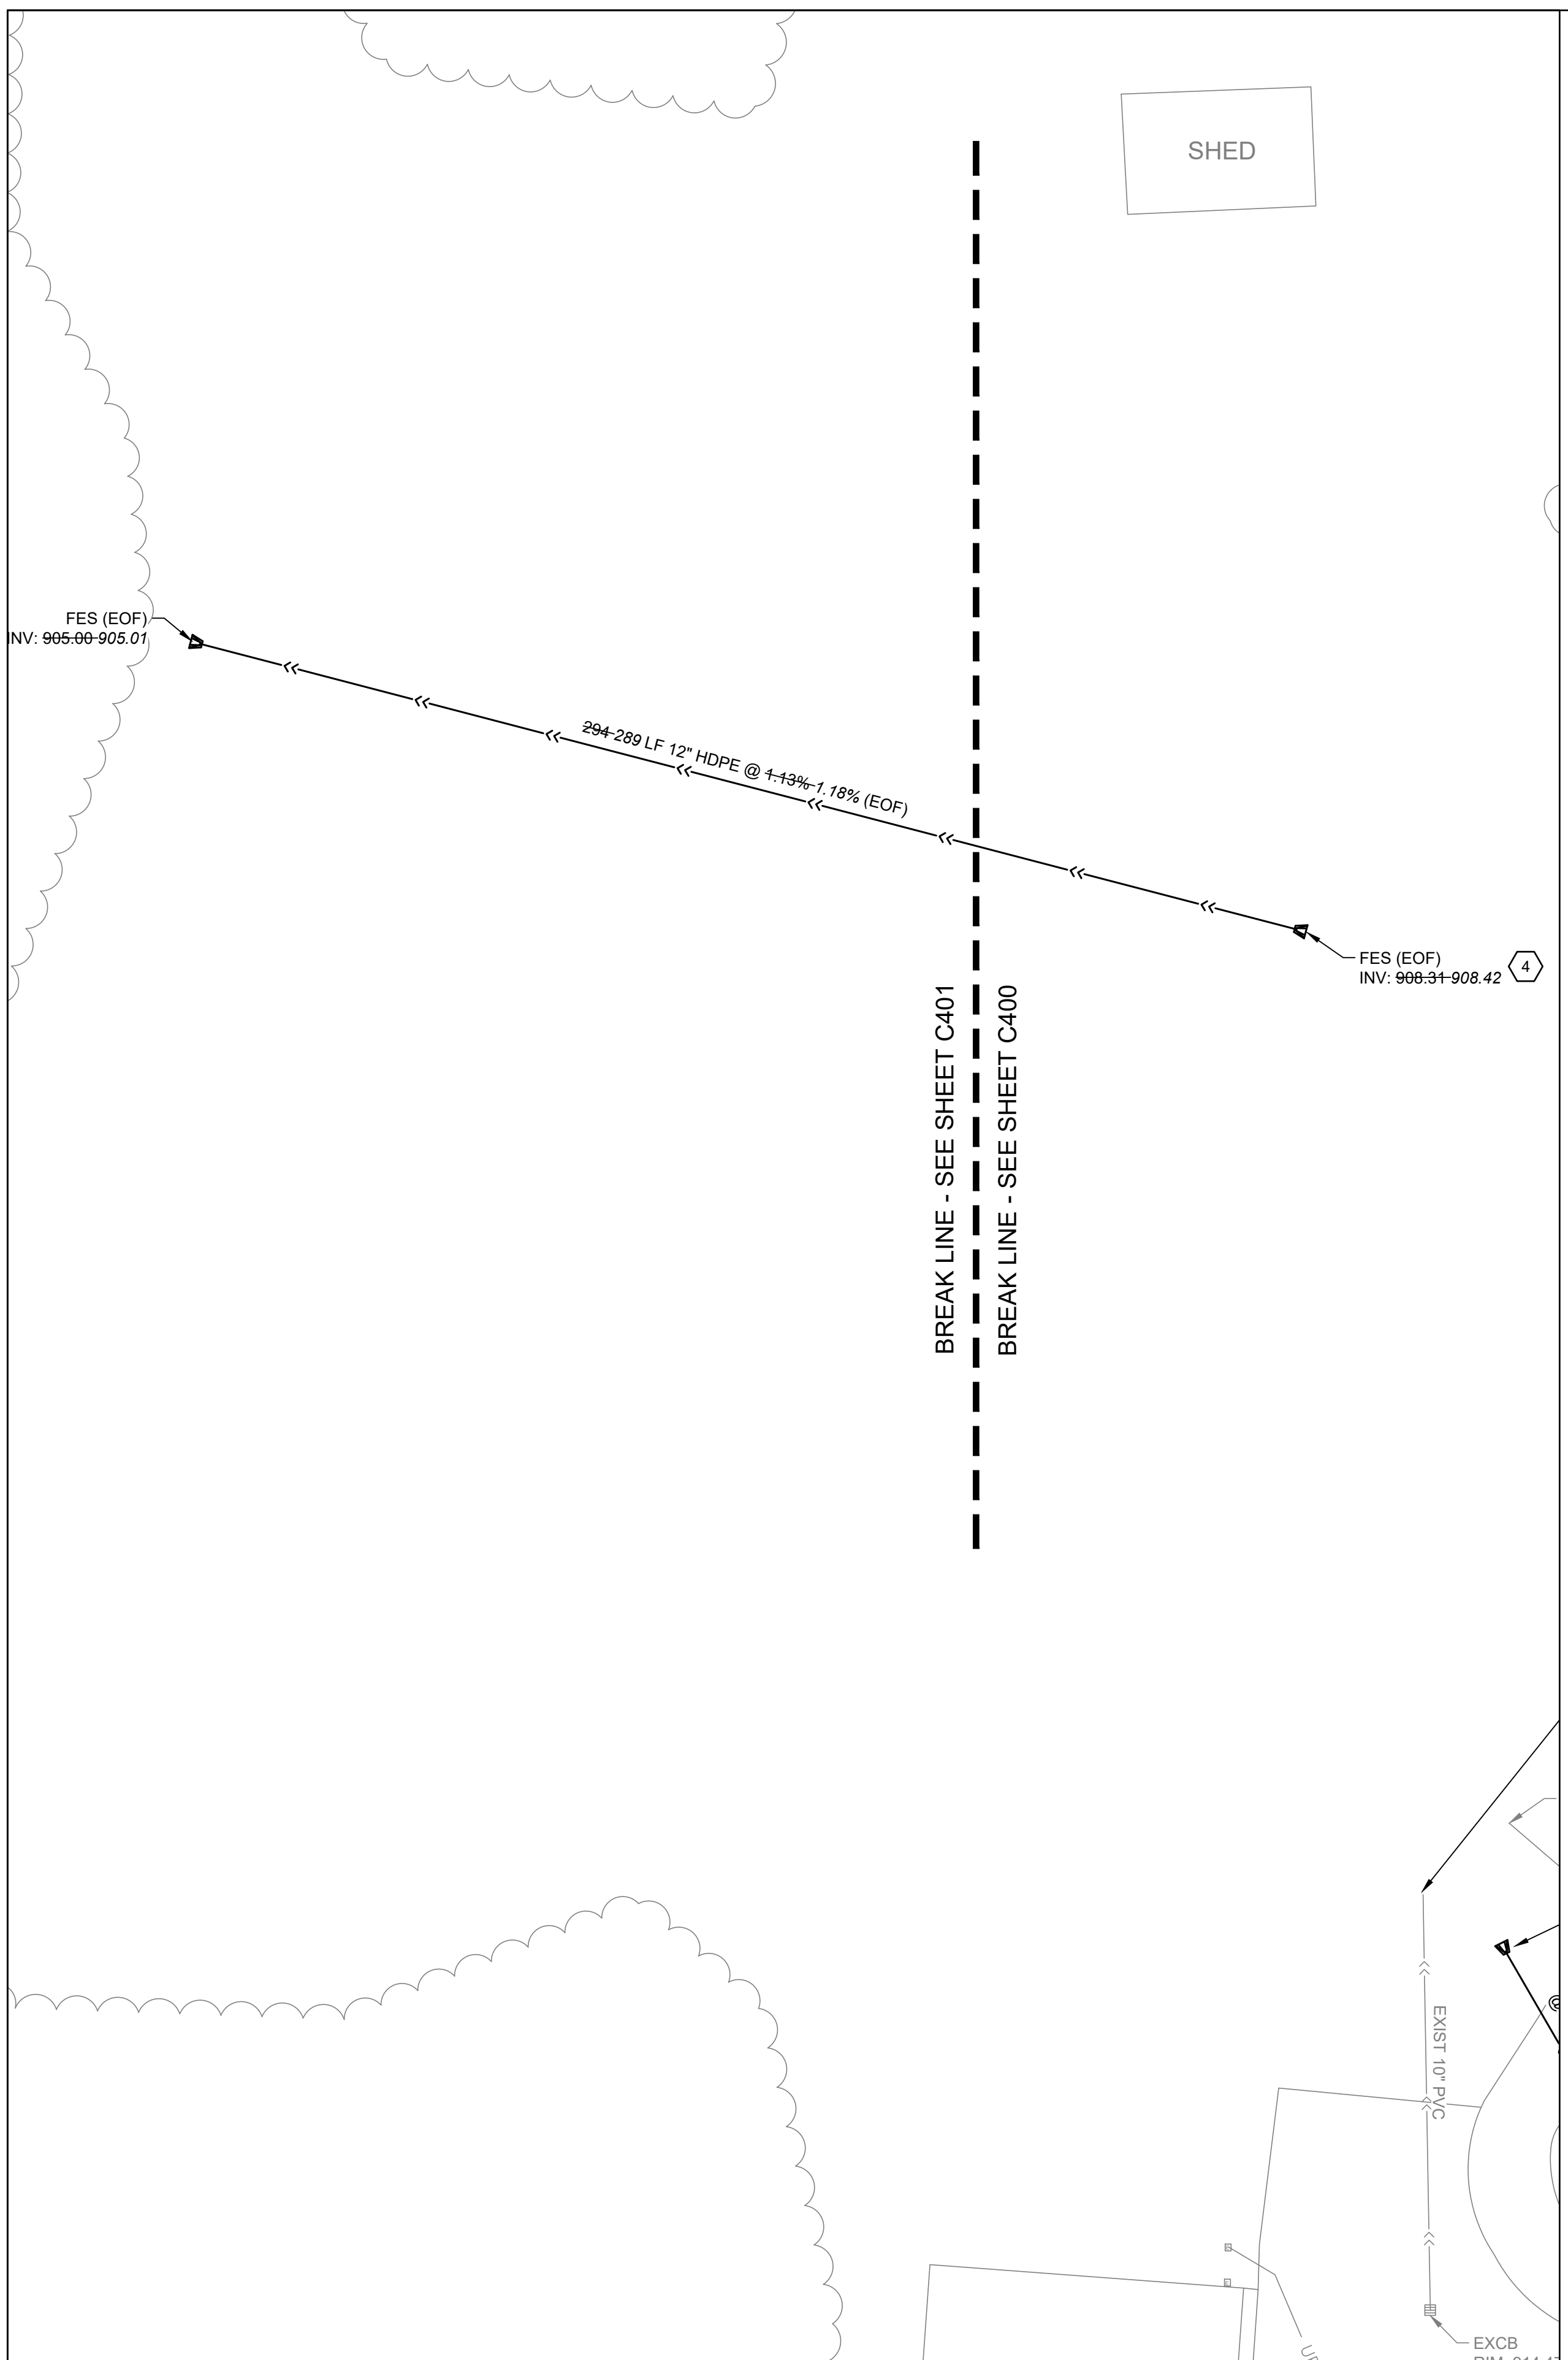 SHED
FES (EOF)
INV: 905.00 905.01
294 289 LF 12" HDPE @ 1.13% 1.18% (EOF)
FES (EOF)
INV: 908.31 908.42
4
BREAK LINE - SEE SHEET C401
BREAK LINE - SEE SHEET C400
@
EXIST 10" PVC
EXCB